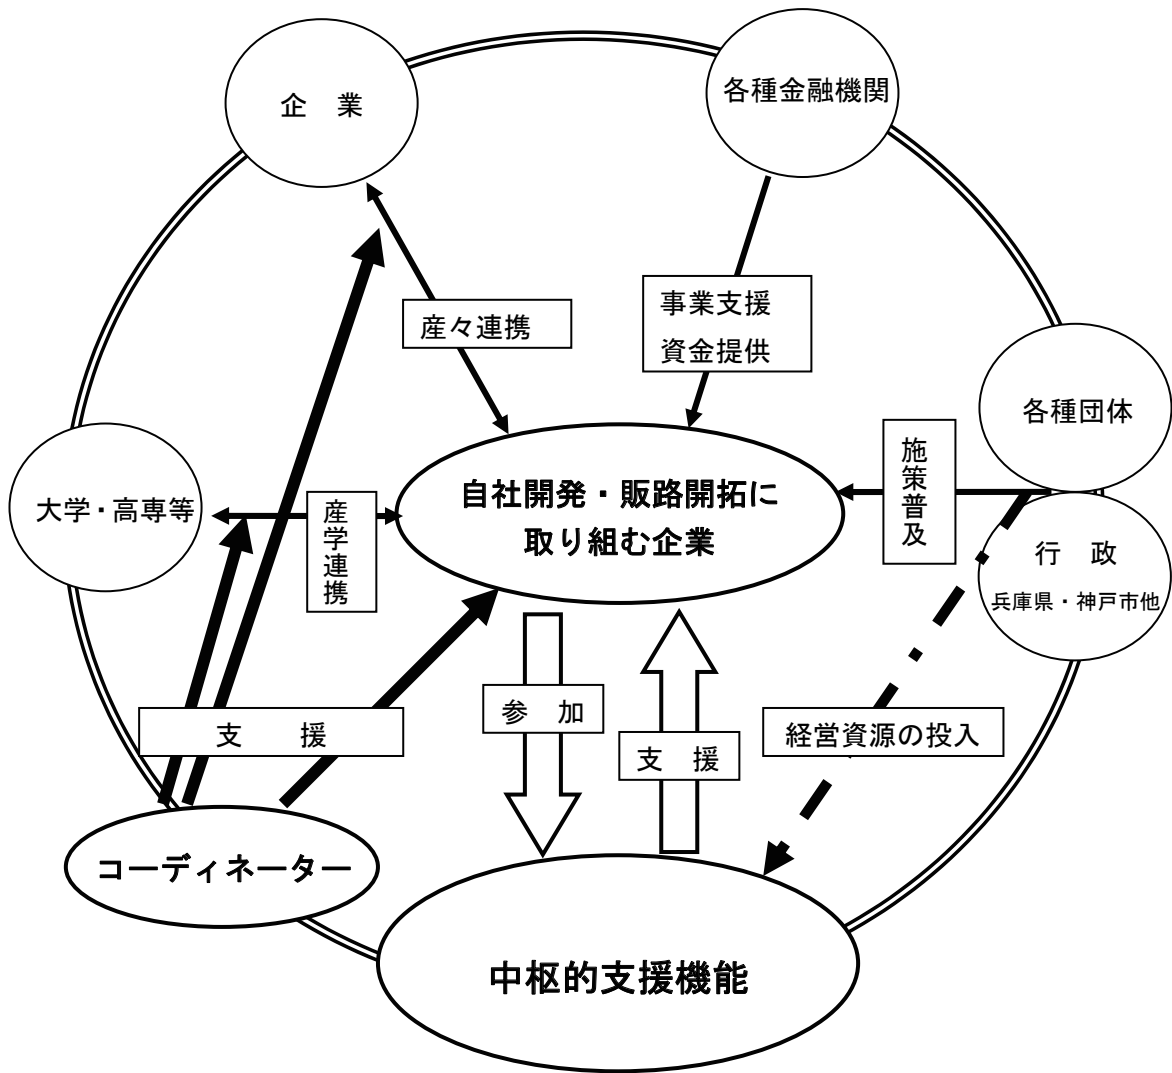 企　業
各種金融機関
産々連携
事業支援
資金提供
各種団体
大学・高専等
産学連携
自社開発・販路開拓に
取り組む企業
施策普及
行　政
兵庫県・神戸市他
支　援
参　加
支　援
経営資源の投入
コーディネーター
中枢的支援機能